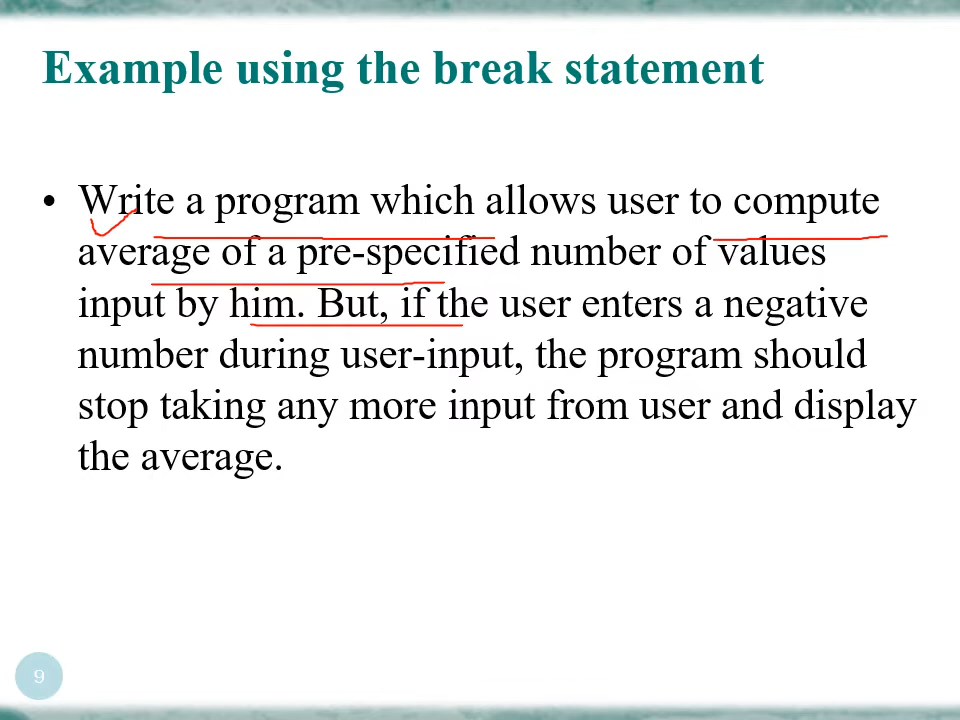 Example using the break statement
• Write a program which allows user to compute
average of a pre-specified number of values
input by him. But, if the user enters a negative
number during user-input, the program should
stop taking any more input from user and display
the average.
9